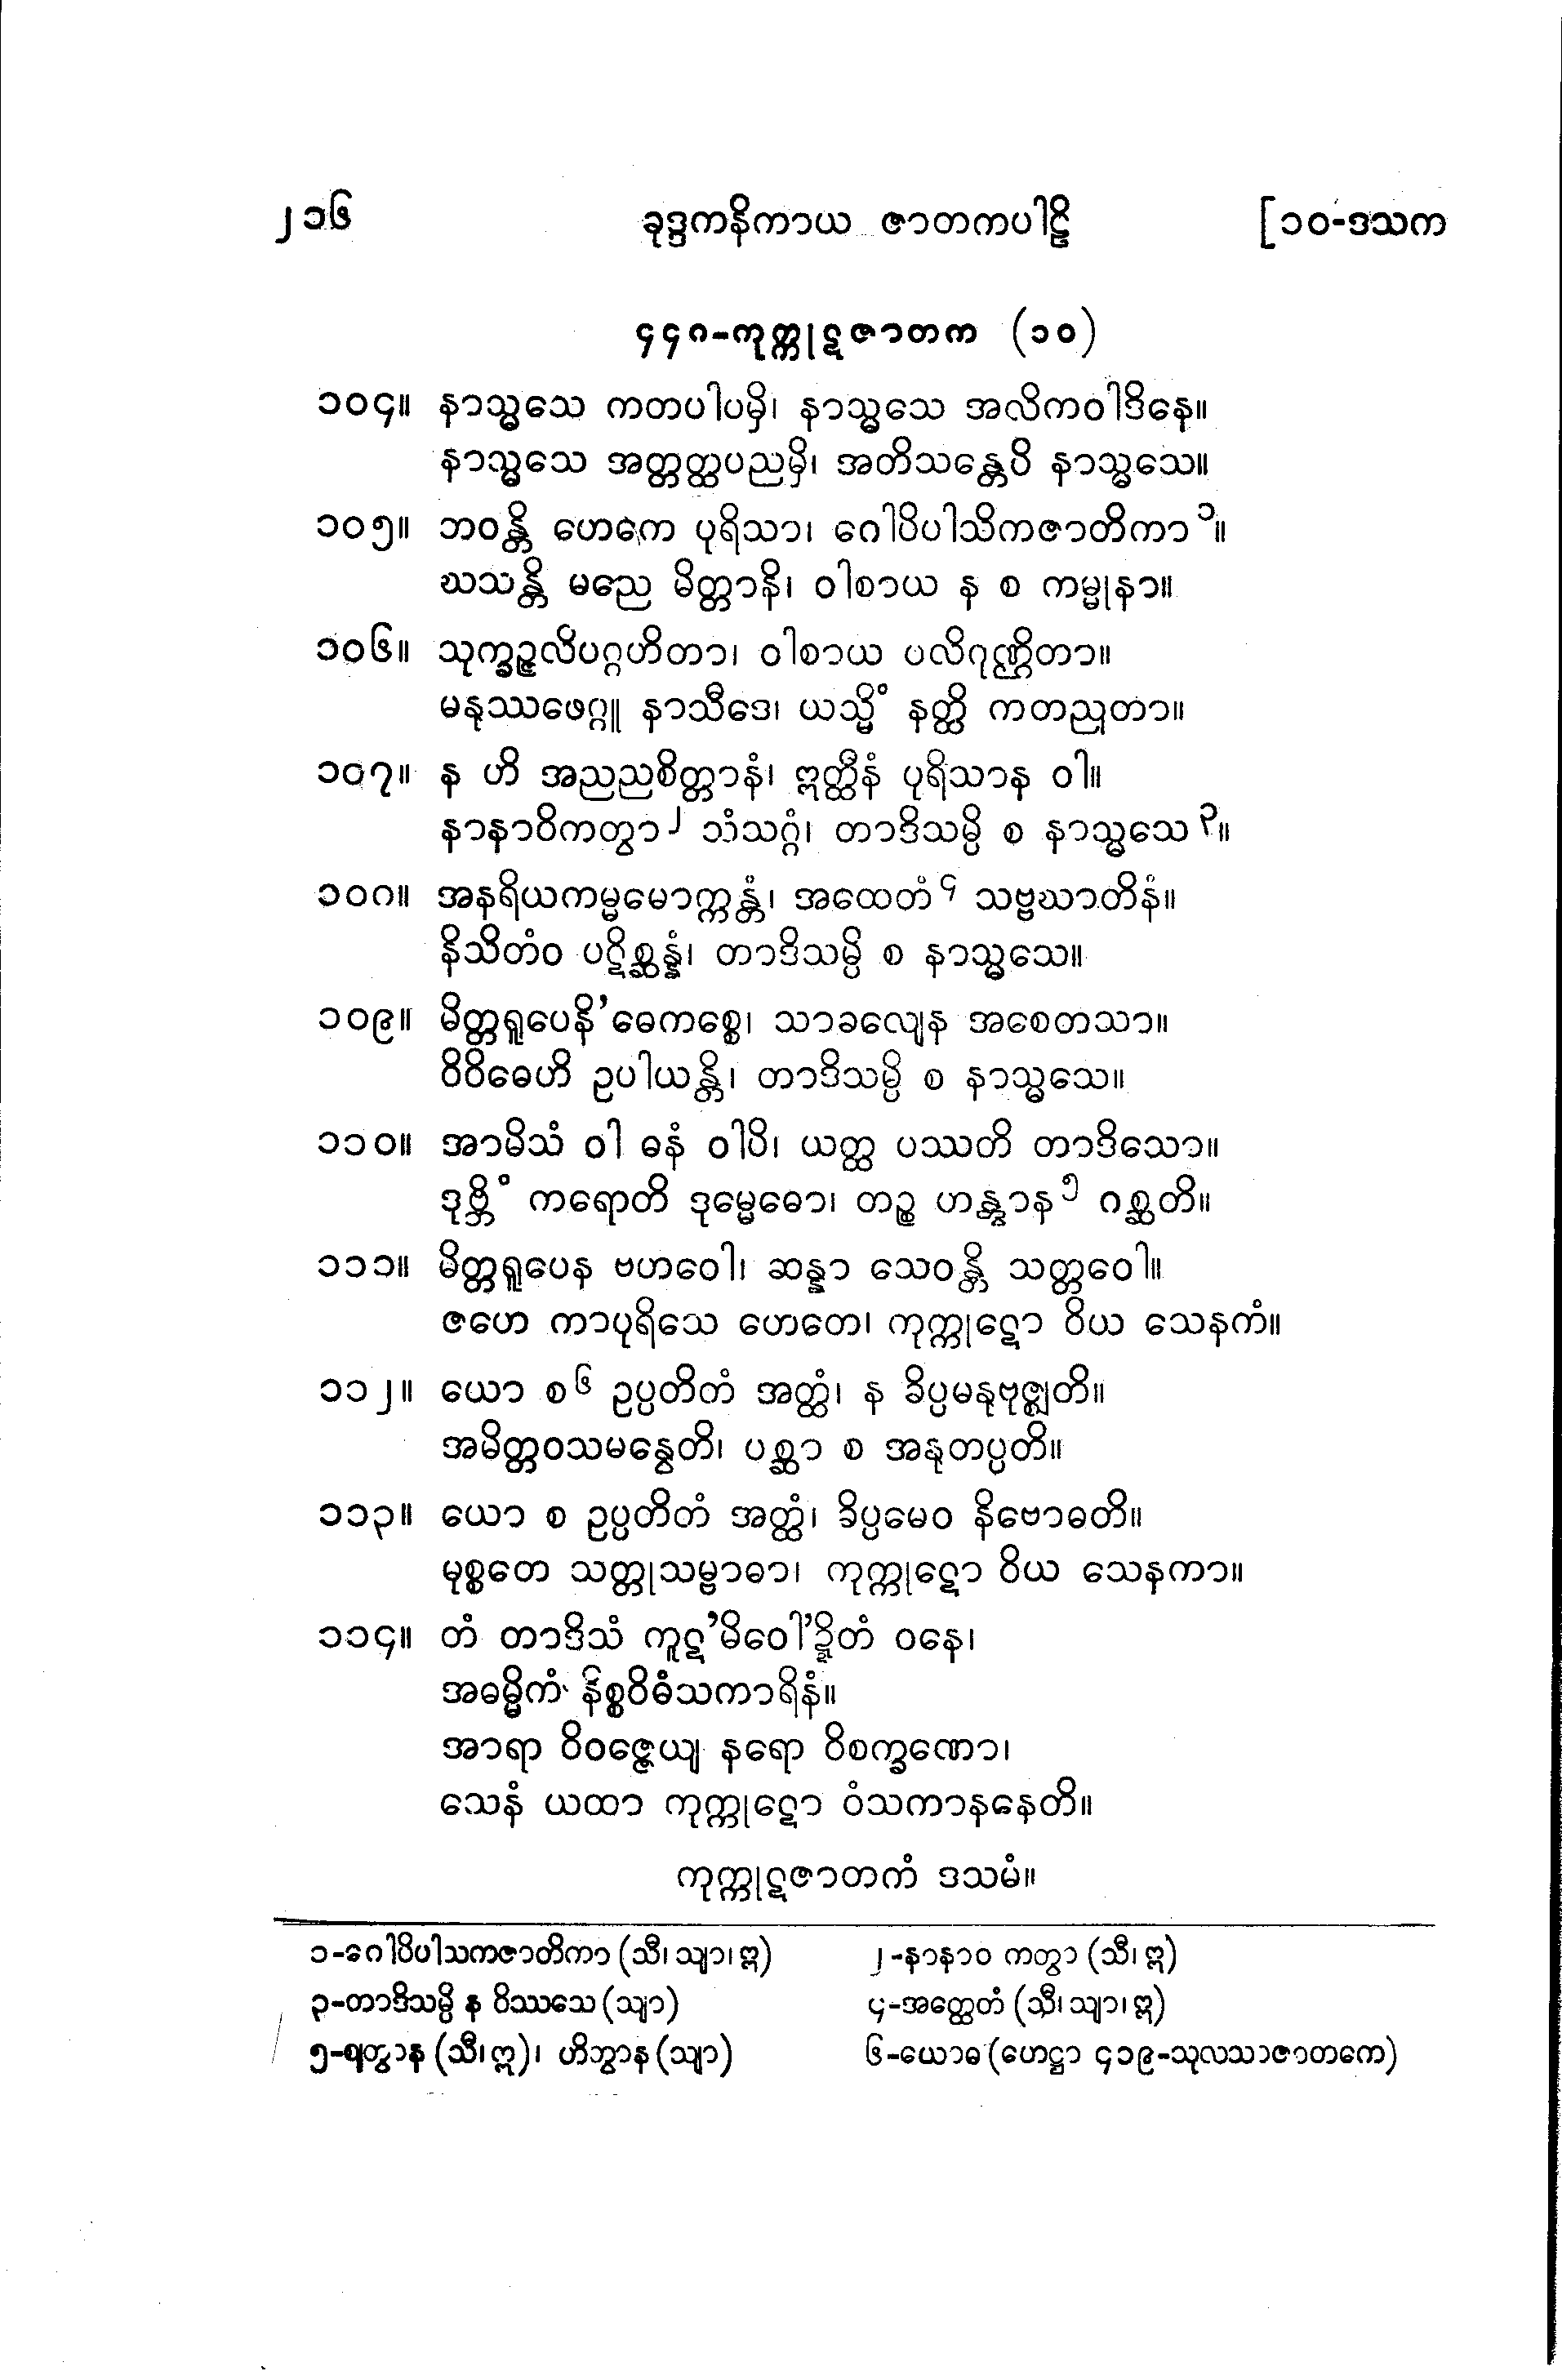 ၂၁၆ ခုဒ္ဒကနိကာယ ဇာတကပါဠိ [၁၀-ဒသက
၄၄၈-ကုက္ကုဋဇာတက (၁၀)
၁၀၄။ နာသ္မသေ ကတပါပမှိ၊ နာသ္မသေ အလိကဝါဒိနေ။
နာသ္မသေ အတ္တတ္ထပညမှိ၊ အတိသန္တေပိ နာသ္မသေ။
၁၀၅။ ဘဝန္တိ ဟေကေ ပုရိသာ၊ ဂေါပိပါသိကဇာတိကာ ၁။
ဃသန္တိ မညေ မိတ္တာနိ၊ ဝါစာယ န စ ကမ္မုနာ။
၁၀၆။ သုက္ခဉ္ဇလိပဂ္ဂဟိတာ၊ ဝါစာယ ပလိဂုဏ္ဌိတာ။
မနုဿဖေဂ္ဂူ နာသီဒေ၊ ယသ္မိံ နတ္ထိ ကတညုတာ။
၁၀၇။ န ဟိ အညညစိတ္တာနံ၊ ဣတ္ထီနံ ပုရိသာန ဝါ။
နာနာဝိကတွာ ၂ သံသဂ္ဂံ၊ တာဒိသမ္ပိ စ နာသ္မသေ ၃။
၁၀၈။ အနရိယကမ္မမောက္ကန္တံ၊ အထေတံ ၄ သဗ္ဗဃာတိနံ။
နိသိတံဝ ပဋိစ္ဆန္နံ၊ တာဒိသမ္ပိ စ နာသ္မသေ။
၁၀၉။ မိတ္တရူပေနိ’ဓေကစ္စေ၊ သာခလျေန အစေတသာ။
ဝိဝိဓေဟိ ဥပါယန္တိ၊ တာဒိသမ္ပိ စ နာသ္မသေ။
၁၁၀။ အာမိသံ ဝါ ဓနံ ဝါပိ၊ ယတ္ထ ပဿတိ တာဒိသော။
ဒုဗ္ဘိံ ကရောတိ ဒုမ္မေဓော၊ တဉ္စ ဟန္တွာန ၅ ဂစ္ဆတိ။
၁၁၁။ မိတ္တရူပေန ဗဟဝေါ၊ ဆန္နာ သေဝန္တိ သတ္တဝေါ။
ဇဟေ ကာပုရိသေ ဟေတေ၊ ကုက္ကုဋော ဝိယ သေနကံ။
၁၁၂။ ယော စ ၆ ဥပ္ပတိတံ အတ္ထံ၊ န ခိပ္ပမနုဗုဇ္ဈတိ။
အမိတ္တဝသမန္ဝေတိ၊ ပစ္ဆာ စ အနုတပ္ပတိ။
၁၁၃။ ယော စ ဥပ္ပတိတံ အတ္ထံ၊ ခိပ္ပမေဝ နိဗောဓတိ။
မုစ္စတေ သတ္တုသမ္ဗာဓာ၊ ကုက္ကုဋော ဝိယ သေနကာ။
၁၁၄။ တံ တာဒိသံ ကူဋ’မိဝေါ’ဍ္ဍိတံ ဝနေ၊
အဓမ္မိကံ နိစ္စဝိဓံသကာရိနံ။
အာရာ ဝိဝဇ္ဇေယျ နရော ဝိစက္ခဏော၊
သေနံ ယထာ ကုက္ကုဋော ဝံသကာနနေတိ။
ကုက္ကုဋဇာတကံ ဒသမံ။
၁-ဂေါပိပါသကဇာတိကာ (သီ၊ သျာ၊ ဣ) ၂-နာနာဝ ကတွာ (သီ၊ ဣ)
၃-တာဒိသမ္ပိ န ဝိဿသေ (သျာ) ၄-အတ္ထေတံ (သီ၊ သျာ၊ ဣ)
၅-ဈတွာန (သီ၊ ဣ)၊ ဟိတွာန (သျာ) ၆-ယောဓ (ဟေဋ္ဌာ ၄၁၉-သုလသာဇာတကေ)